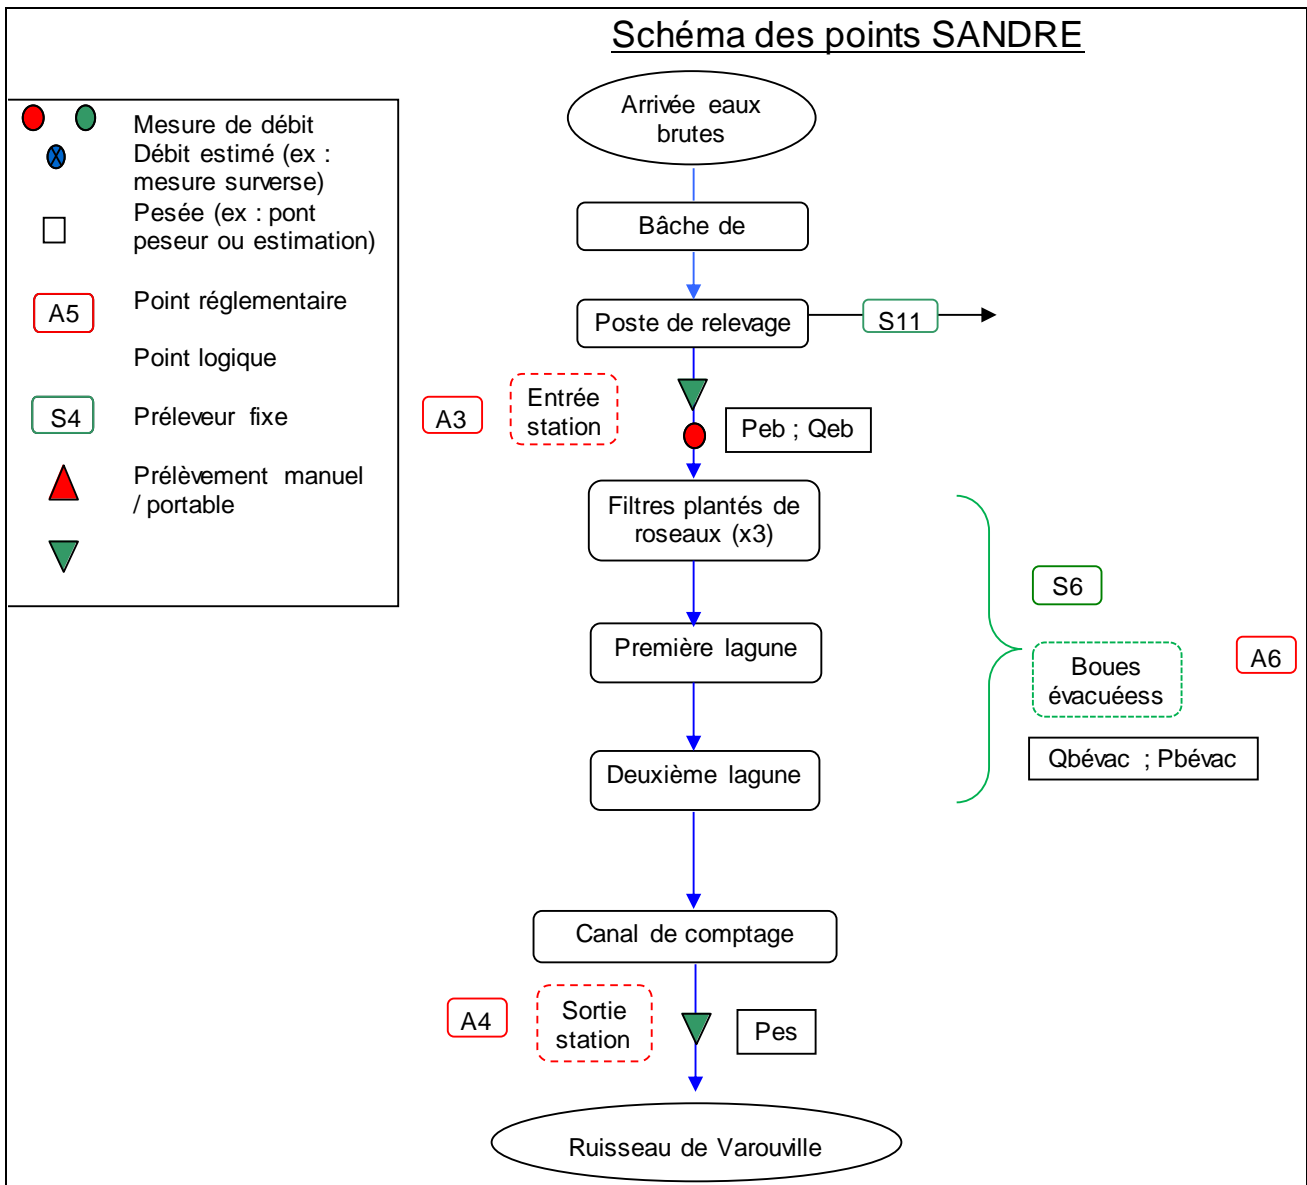 Schéma des points SANDRE
Mesure de débit
Débit estimé (ex :
mesure surverse)
Pesée (ex : pont
peseur ou estimation)
A5
Point réglementaire
Point logique
S4
Préleveur fixe
Prélèvement manuel
/ portable
Arrivée eaux
brutes
Bâche de
Poste de relevage
S11
A3
Entrée
station
Peb ; Qeb
Filtres plantés de
roseaux (x3)
Première lagune
Deuxième lagune
S6
Boues
évacuéess
A6
Qbévac ; Pbévac
Canal de comptage
A4
Sortie
station
Pes
Ruisseau de Varouville